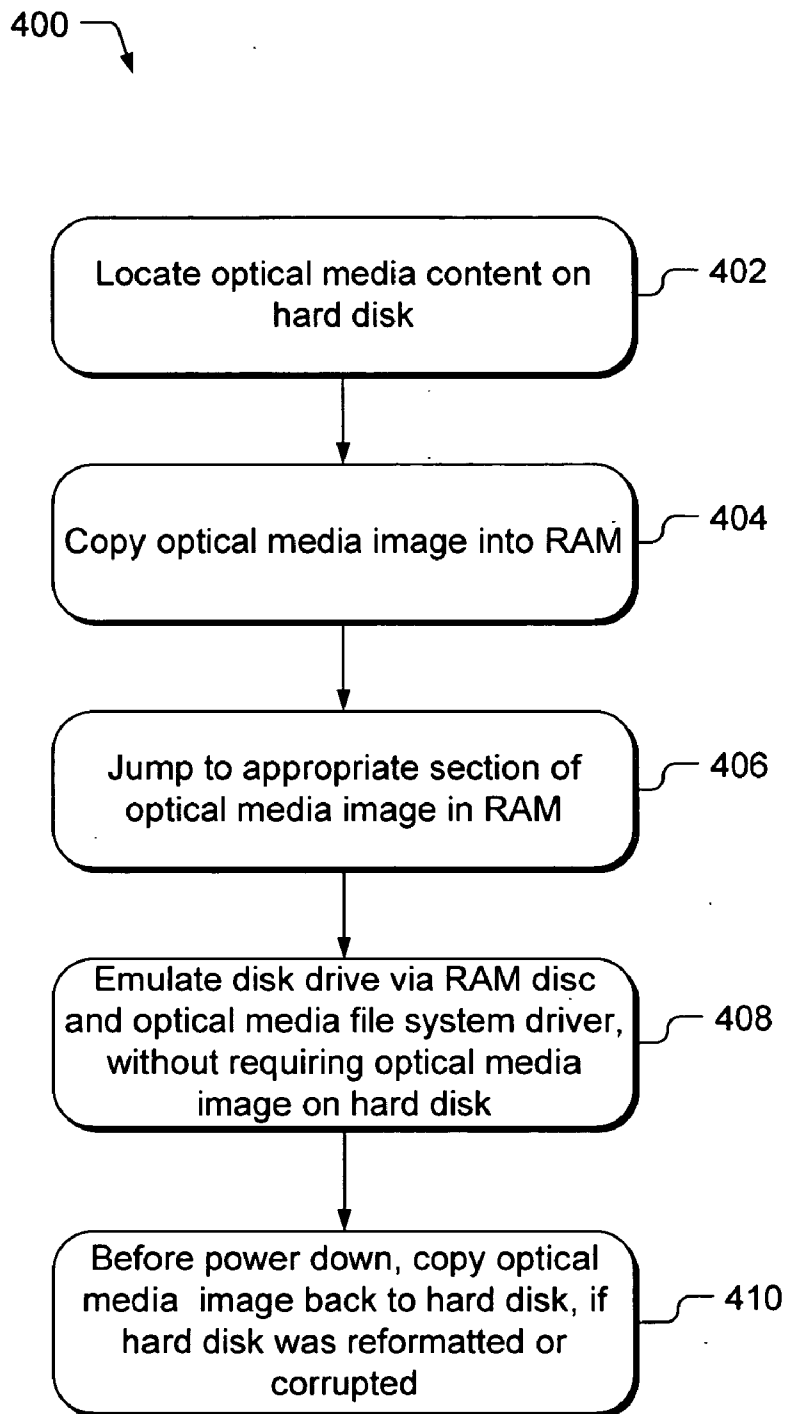 400
Locate optical media content on
hard disk
402
Copy optical media image into RAM
404
Jump to appropriate section of
optical media image in RAM
406
Emulate disk drive via RAM disc
and optical media file system driver,
without requiring optical media
image on hard disk
408
Before power down, copy optical
media image back to hard disk, if
hard disk was reformatted or
corrupted
410